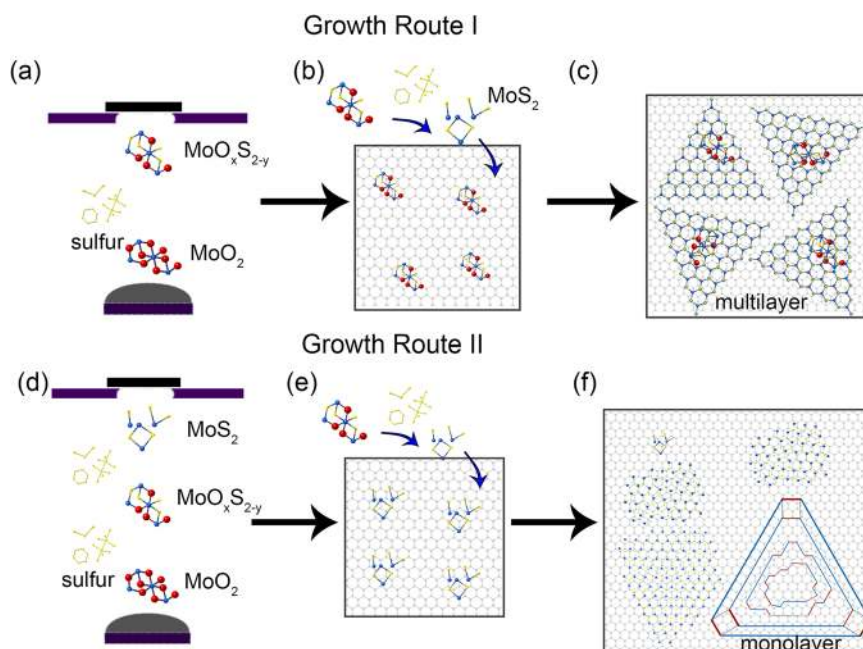 Growth Route I
(a)
(b)
(c)
MoOₓS₂₋ᵧ
MoS₂
sulfur
MoO₂
multilayer
Growth Route II
(d)
(e)
(f)
MoS₂
MoOₓS₂₋ᵧ
sulfur
MoO₂
monolayer